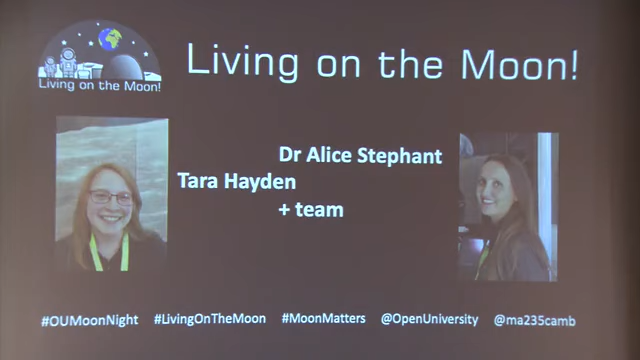 Living on the Moon!
Living on the Moon!
Dr Alice Stephant
Tara Hayden
+ team
#OUMoonNight #LivingOnTheMoon #MoonMatters @OpenUniversity @ma235camb